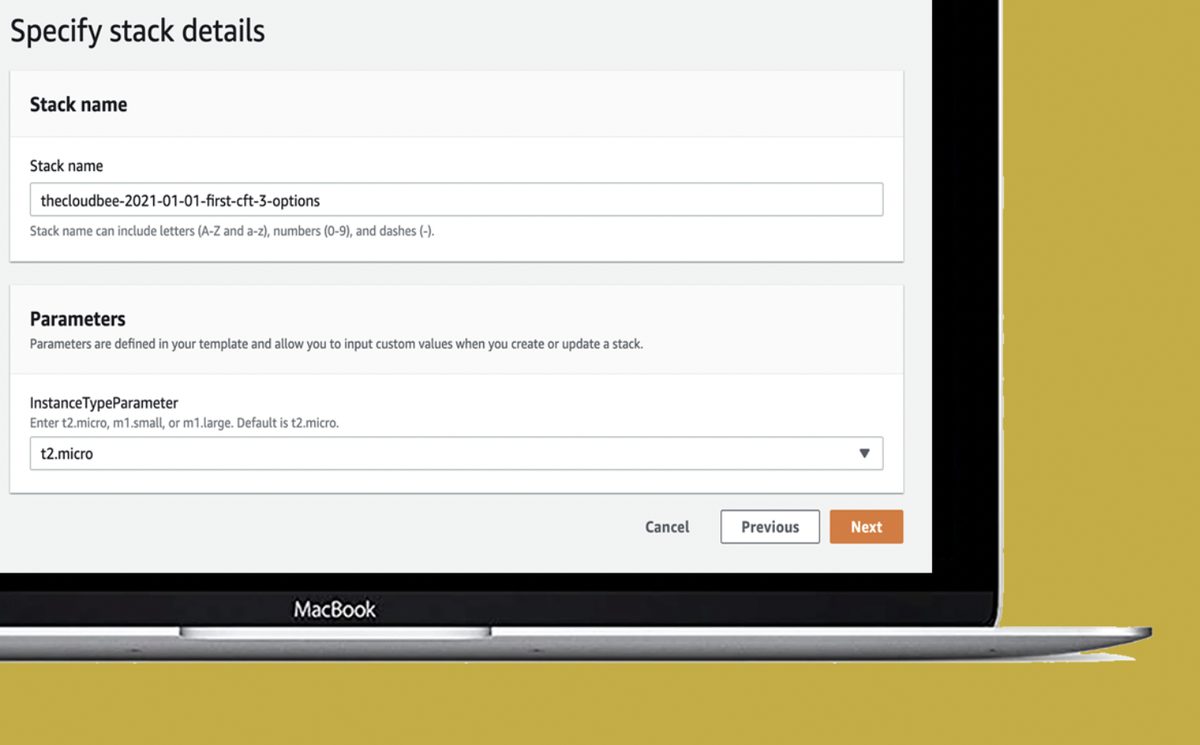 Specify stack details
Stack name
Stack name
thecloudbee-2021-01-01-first-cft-3-options
Stack name can include letters (A-Z and a-z), numbers (0-9), and dashes (-).
Parameters
Parameters are defined in your template and allow you to input custom values when you create or update a stack.
InstanceTypeParameter
Enter t2.micro, m1.small, or m1.large. Default is t2.micro.
t2.micro
Cancel Previous Next
MacBook